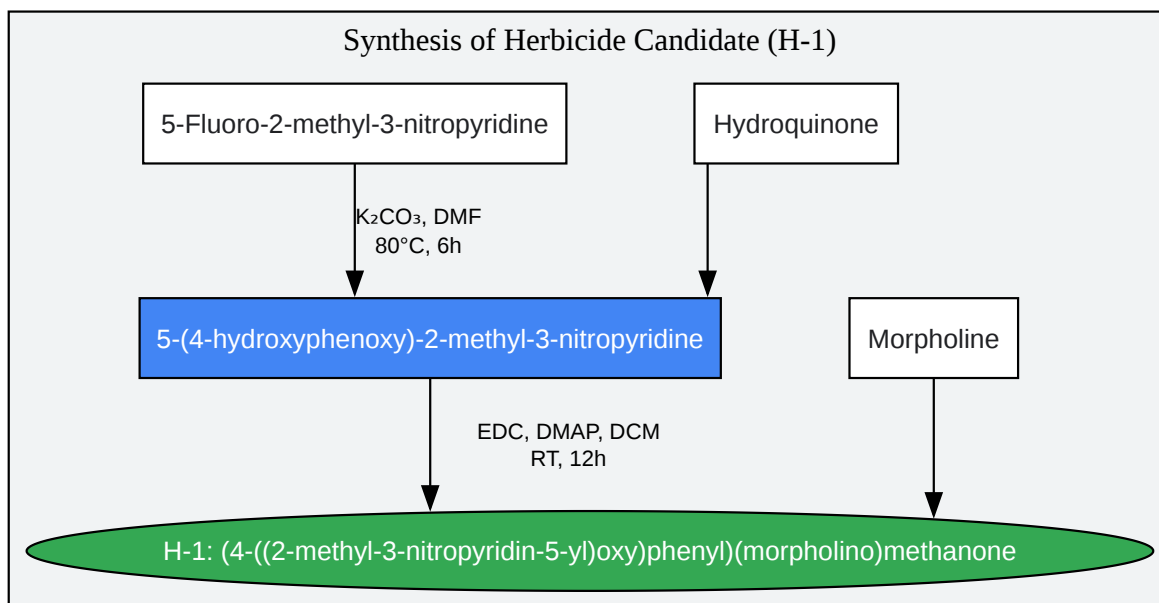 Synthesis of Herbicide Candidate (H-1)
5-Fluoro-2-methyl-3-nitropyridine
Hydroquinone
K₂CO₃, DMF
80°C, 6h
5-(4-hydroxyphenoxy)-2-methyl-3-nitropyridine
Morpholine
EDC, DMAP, DCM
RT, 12h
H-1: (4-((2-methyl-3-nitropyridin-5-yl)oxy)phenyl)(morpholino)methanone